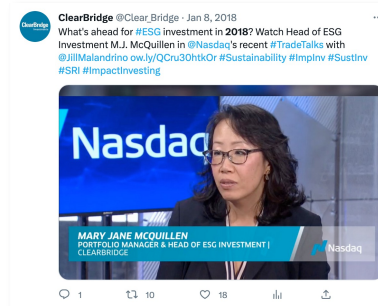 ClearBridge @Clear_Bridge · Jan 8, 2018
What's ahead for #ESG investment in 2018? Watch Head of ESG
Investment M.J. McQuillen in @Nasdaq's recent #TradeTalks with
@JillMalandrino ow.ly/QCru30htkOr #Sustainability #ImpInv #SustInv
#SRI #ImpactInvesting
Nasdaq
MARY JANE MCQUILLEN
PORTFOLIO MANAGER & HEAD OF ESG INVESTMENT |
CLEARBRIDGE
Nasdaq
1 10 18